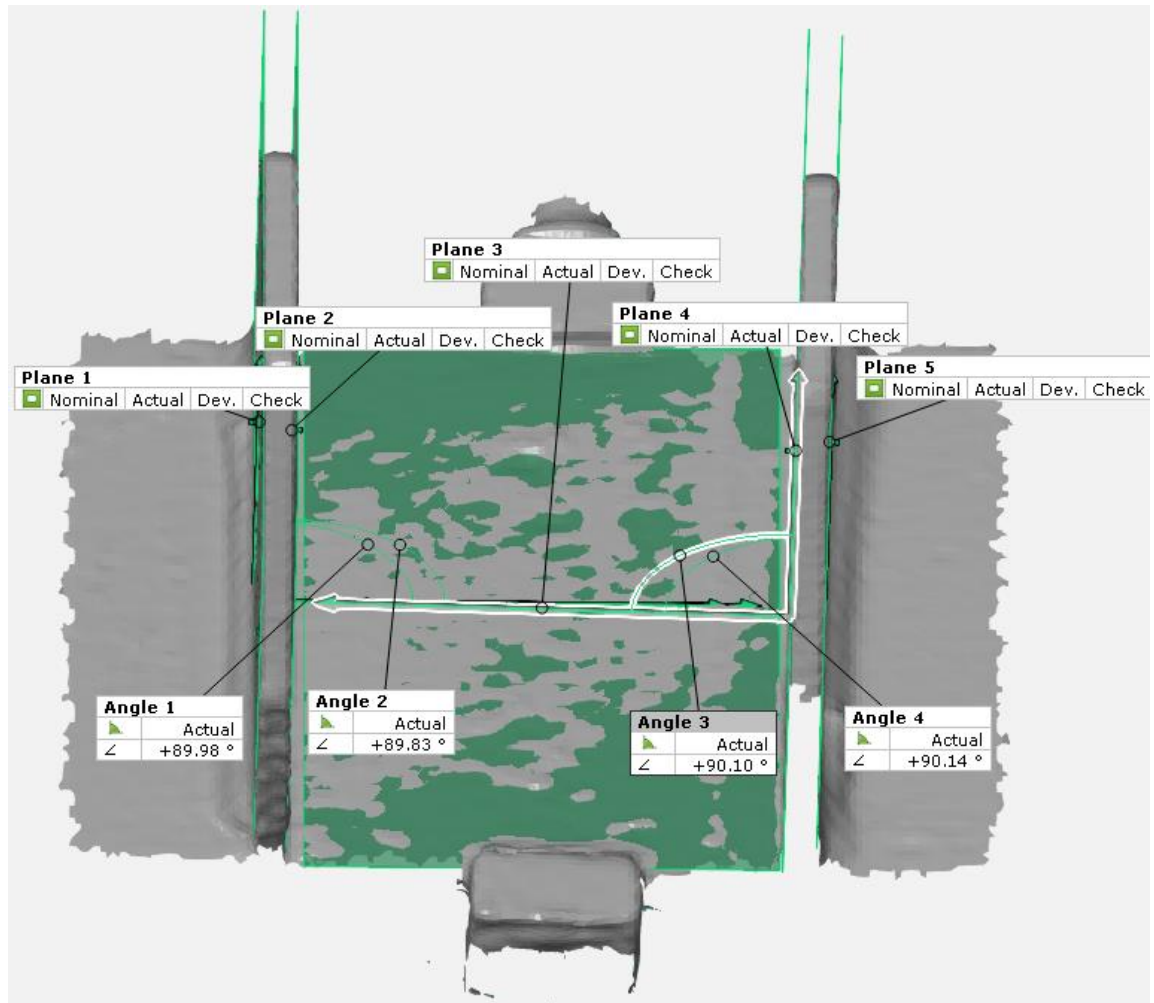 Plane 3
Nominal Actual Dev. Check
Plane 2
Nominal Actual Dev. Check
Plane 4
Nominal Actual Dev. Check
Plane 1
Nominal Actual Dev. Check
Plane 5
Nominal Actual Dev. Check
Angle 1
Actual
∠ +89.98 °
Angle 2
Actual
∠ +89.83 °
Angle 3
Actual
∠ +90.10 °
Angle 4
Actual
∠ +90.14 °